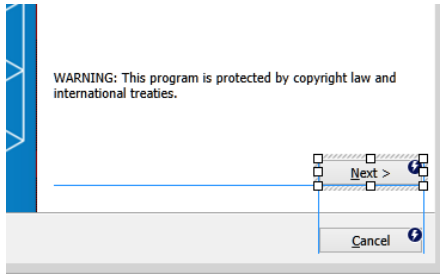 WARNING: This program is protected by copyright law and
international treaties.
Next >
Cancel